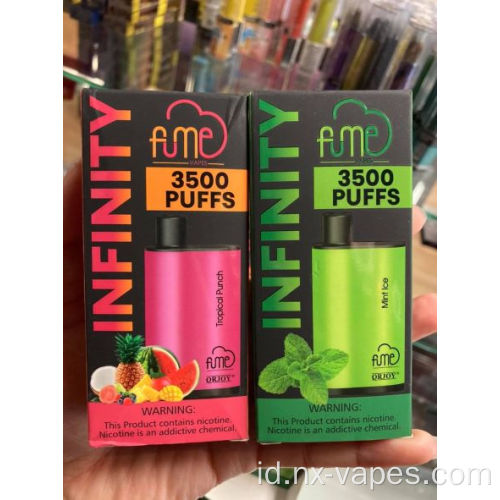 INFINITY
fume
VAPES
3500
PUFFS
Tropical Punch
fume
QRJOY
WARNING:
This Product contains nicotine.
Nicotine is an addictive chemical.
INFINITY
fume
VAPES
3500
PUFFS
Mint Ice
fume
QRJOY
WARNING:
This Product contains nicotine.
Nicotine is an addictive chemical.
id.nx-vapes.com